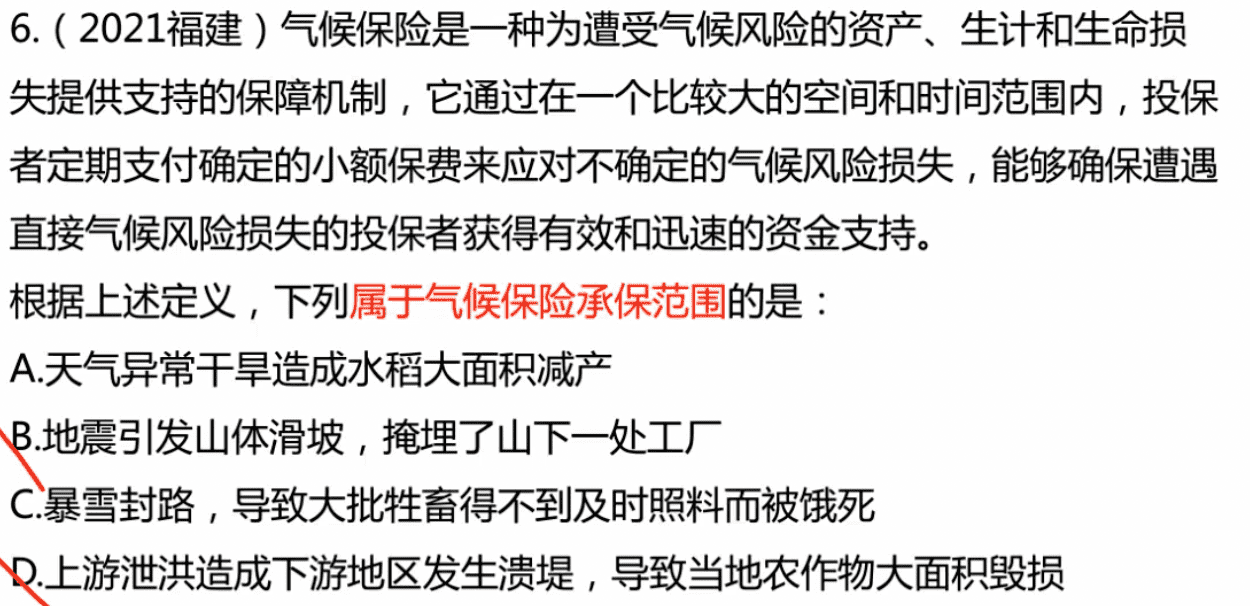 6.（2021福建）气候保险是一种为遭受气候风险的资产、生计和生命损
失提供支持的保障机制，它通过在一个比较大的空间和时间范围内，投保
者定期支付确定的小额保费来应对不确定的气候风险损失，能够确保遭遇
直接气候风险损失的投保者获得有效和迅速的资金支持。
根据上述定义，下列属于气候保险承保范围的是：
A.天气异常干旱造成水稻大面积减产
B.地震引发山体滑坡，掩埋了山下一处工厂
C.暴雪封路，导致大批牲畜得不到及时照料而被饿死
D.上游泄洪造成下游地区发生溃堤，导致当地农作物大面积毁损